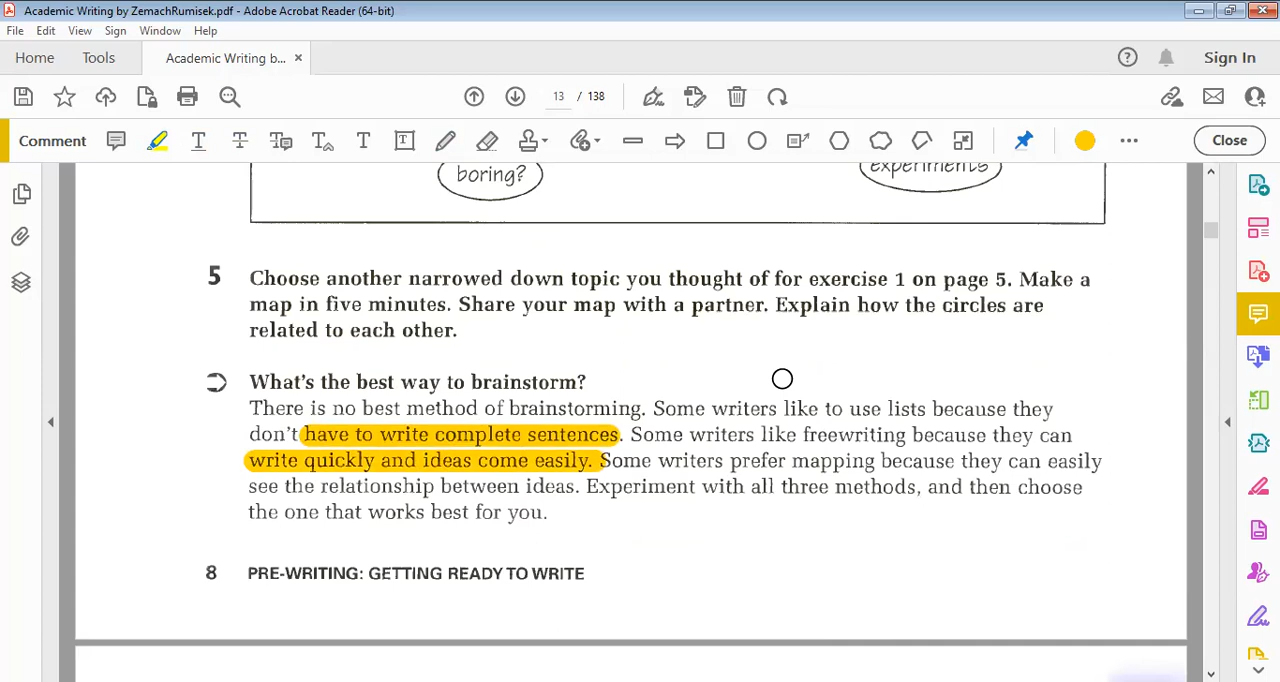 Academic Writing by ZemachRumisek.pdf - Adobe Acrobat Reader (64-bit)
File Edit View Sign Window Help
Home Tools Academic Writing b... × Sign In
13 / 138
Comment Close
boring? experiments
5 Choose another narrowed down topic you thought of for exercise 1 on page 5. Make a
map in five minutes. Share your map with a partner. Explain how the circles are
related to each other.
What's the best way to brainstorm?
There is no best method of brainstorming. Some writers like to use lists because they
don't have to write complete sentences. Some writers like freewriting because they can
write quickly and ideas come easily. Some writers prefer mapping because they can easily
see the relationship between ideas. Experiment with all three methods, and then choose
the one that works best for you.
8 PRE-WRITING: GETTING READY TO WRITE